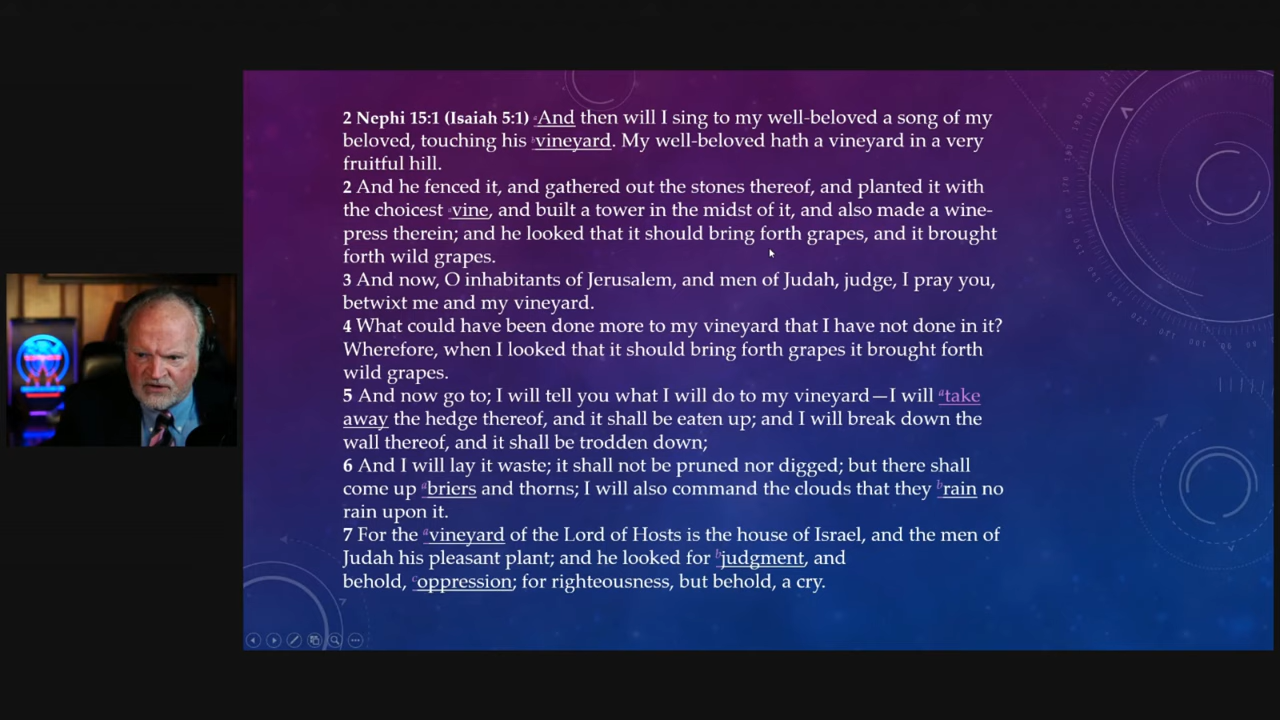 2 Nephi 15:1 (Isaiah 5:1) aAnd then will I sing to my well-beloved a song of my
beloved, touching his bvineyard. My well-beloved hath a vineyard in a very
fruitful hill.
2 And he fenced it, and gathered out the stones thereof, and planted it with
the choicest avine, and built a tower in the midst of it, and also made a wine-
press therein; and he looked that it should bring forth grapes, and it brought
forth wild grapes.
3 And now, O inhabitants of Jerusalem, and men of Judah, judge, I pray you,
betwixt me and my vineyard.
4 What could have been done more to my vineyard that I have not done in it?
Wherefore, when I looked that it should bring forth grapes it brought forth
wild grapes.
5 And now go to; I will tell you what I will do to my vineyard—I will atake
away the hedge thereof, and it shall be eaten up; and I will break down the
wall thereof, and it shall be trodden down;
6 And I will lay it waste; it shall not be pruned nor digged; but there shall
come up abriers and thorns; I will also command the clouds that they brain no
rain upon it.
7 For the avineyard of the Lord of Hosts is the house of Israel, and the men of
Judah his pleasant plant; and he looked for bjudgment, and
behold, coppression; for righteousness, but behold, a cry.